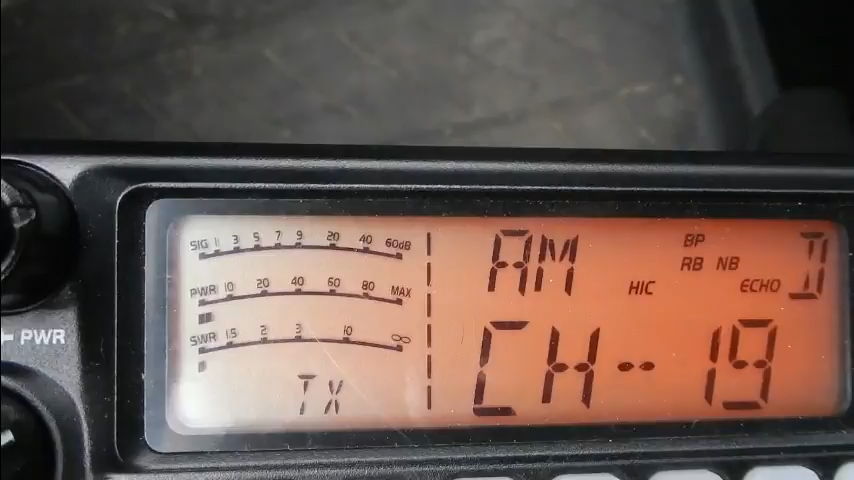 SIG 1 3 5 7 9 20 40 60dB
PWR 10 20 40 60 80 MAX
SWR 1.5 2 3 10 ∞
TX
AM
BP
RB NB
HIC
ECHO
D
CH--19
PWR